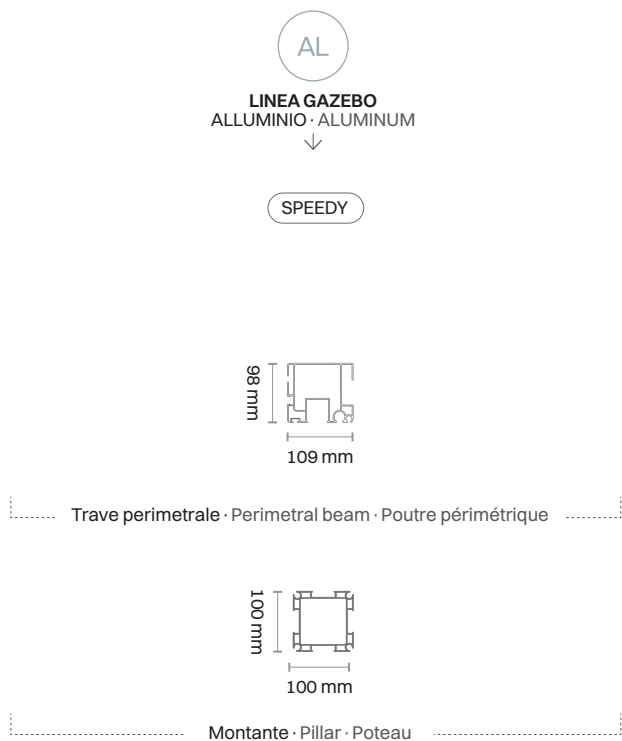 AL
LINEA GAZEBO
ALLUMINIO · ALUMINUM
SPEEDY
98 mm
109 mm
Trave perimetrale · Perimetral beam · Poutre périmétrique
100 mm
100 mm
Montante · Pillar · Poteau